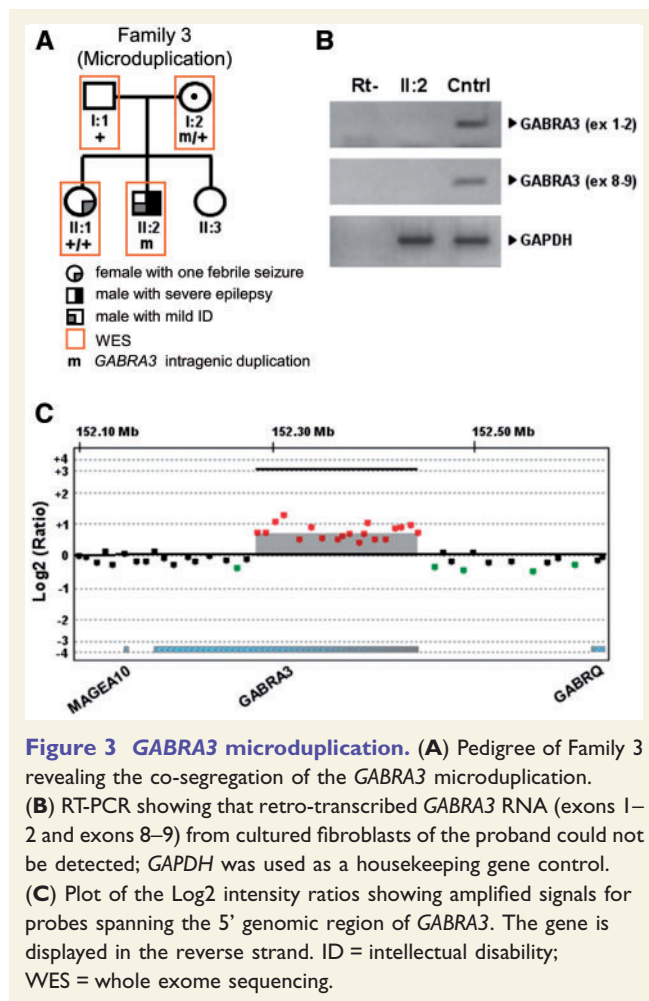 A
Family 3
(Microduplication)
I:1
+
I:2
m/+
II:1
+/+
II:2
m
II:3
female with one febrile seizure
male with severe epilepsy
male with mild ID
WES
m GABRA3 intragenic duplication
B
Rt- II:2 Cntrl
GABRA3 (ex 1-2)
GABRA3 (ex 8-9)
GAPDH
C
152.10 Mb 152.30 Mb 152.50 Mb
Log2 (Ratio)
+4
+3
+2
+1
0
-1
-2
-3
-4
MAGEA10
GABRA3
GABRQ
Figure 3 GABRA3 microduplication. (A) Pedigree of Family 3
revealing the co-segregation of the GABRA3 microduplication.
(B) RT-PCR showing that retro-transcribed GABRA3 RNA (exons 1–
2 and exons 8–9) from cultured fibroblasts of the proband could not
be detected; GAPDH was used as a housekeeping gene control.
(C) Plot of the Log2 intensity ratios showing amplified signals for
probes spanning the 5' genomic region of GABRA3. The gene is
displayed in the reverse strand. ID = intellectual disability;
WES = whole exome sequencing.